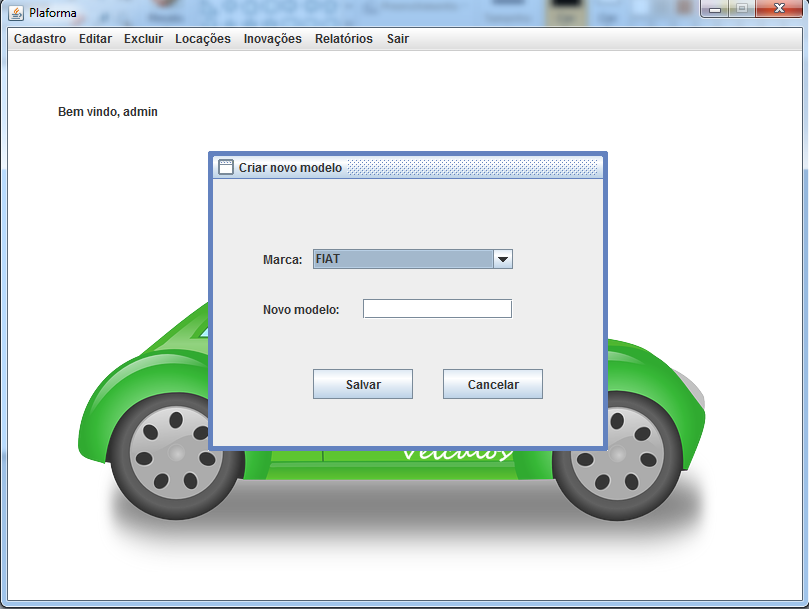 Plaforma
Cadastro Editar Excluir Locações Inovações Relatórios Sair
Bem vindo, admin
Criar novo modelo
Marca: FIAT
Novo modelo:
Salvar Cancelar